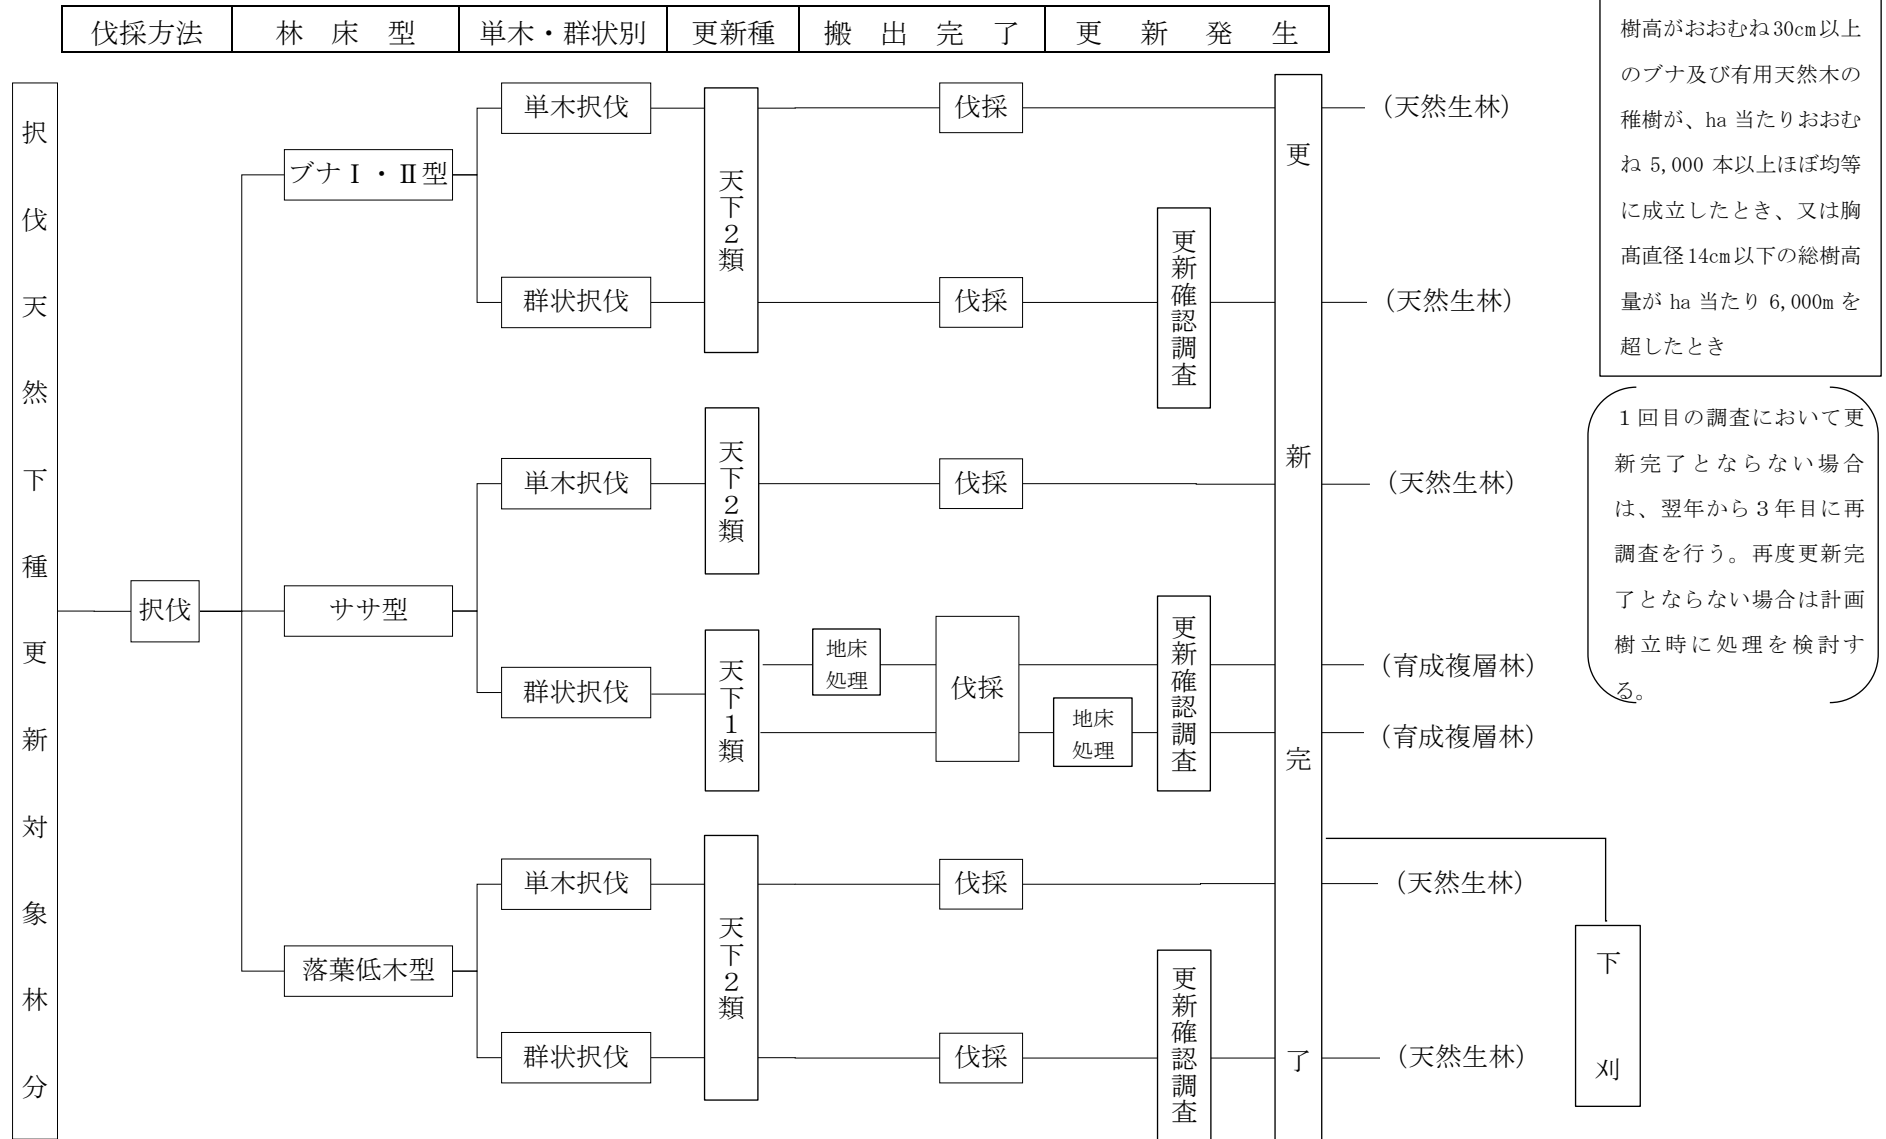 伐採方法 林床型 単木・群状別 更新種 搬出完了 更新発生
択伐天然下種更新対象林分
択伐
ブナⅠ・Ⅱ型
単木択伐
天下2類
伐採
（天然生林）
群状択伐
伐採
更新確認調査
（天然生林）
ササ型
単木択伐
天下2類
伐採
（天然生林）
群状択伐
天下1類
地床
処理
伐採
地床
処理
更新確認調査
（育成複層林）
（育成複層林）
落葉低木型
単木択伐
天下2類
伐採
（天然生林）
群状択伐
伐採
更新確認調査
（天然生林）
更新完了
下刈
樹高がおおむね30cm以上
のブナ及び有用天然木の
稚樹が、ha 当たりおおむ
ね 5,000 本以上ほぼ均等
に成立したとき、又は胸
高直径14cm以下の総樹高
量が ha 当たり 6,000m を
超したとき
１回目の調査において更
新完了とならない場合
は、翌年から３年目に再
調査を行う。再度更新完
了とならない場合は計画
樹立時に処理を検討す
る。